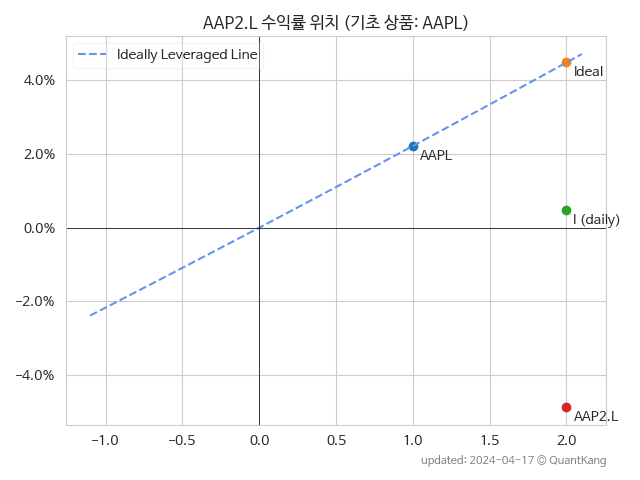 AAP2.L 수익률 위치 (기초 상품: AAPL)
Ideally Leveraged Line
4.0%
Ideal
2.0%
AAPL
I (daily)
0.0%
−2.0%
−4.0%
AAP2.L
−1.0 −0.5 0.0 0.5 1.0 1.5 2.0
updated: 2024-04-17 © QuantKang